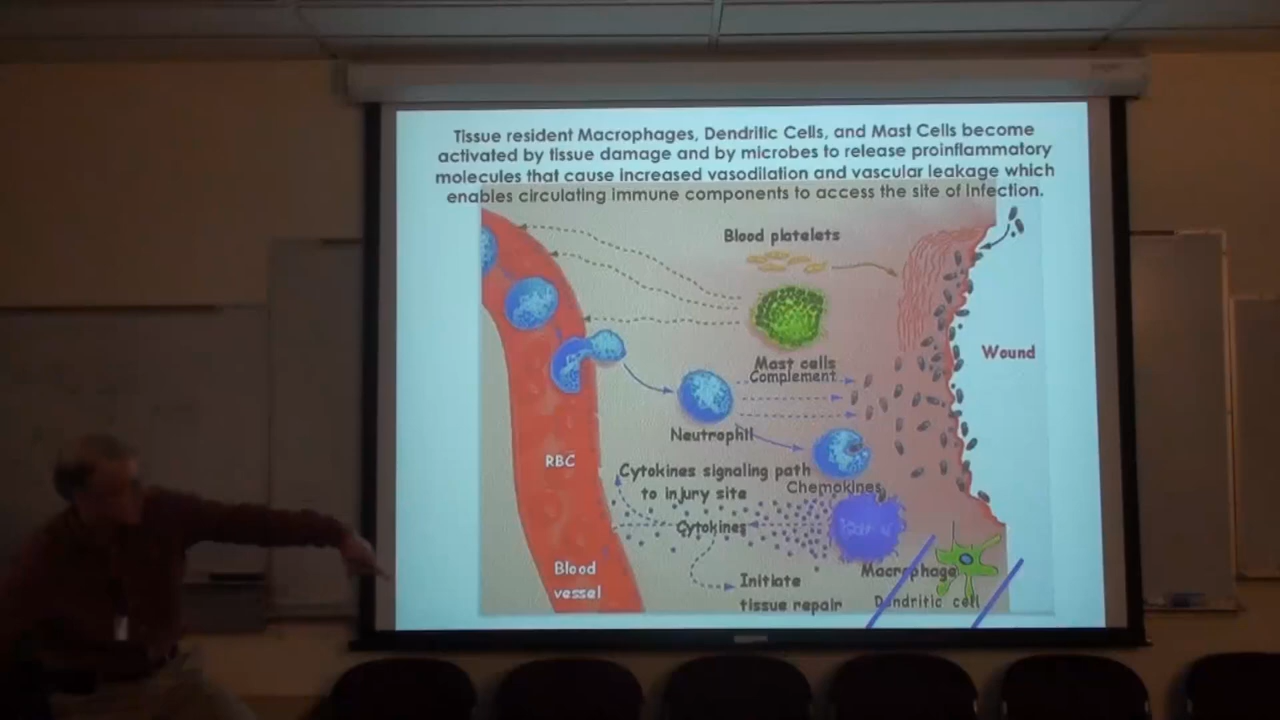 Tissue resident Macrophages, Dendritic Cells, and Mast Cells become
activated by tissue damage and by microbes to release proinflammatory
molecules that cause increased vasodilation and vascular leakage which
enables circulating immune components to access the site of Infection.
Blood platelets
Wound
Mast cells
Complement
Neutrophil
RBC
Cytokines signaling path
to injury site
Chemokines
Cytokines
Blood
vessel
Macrophage
Initiate
tissue repair
Dendritic cell